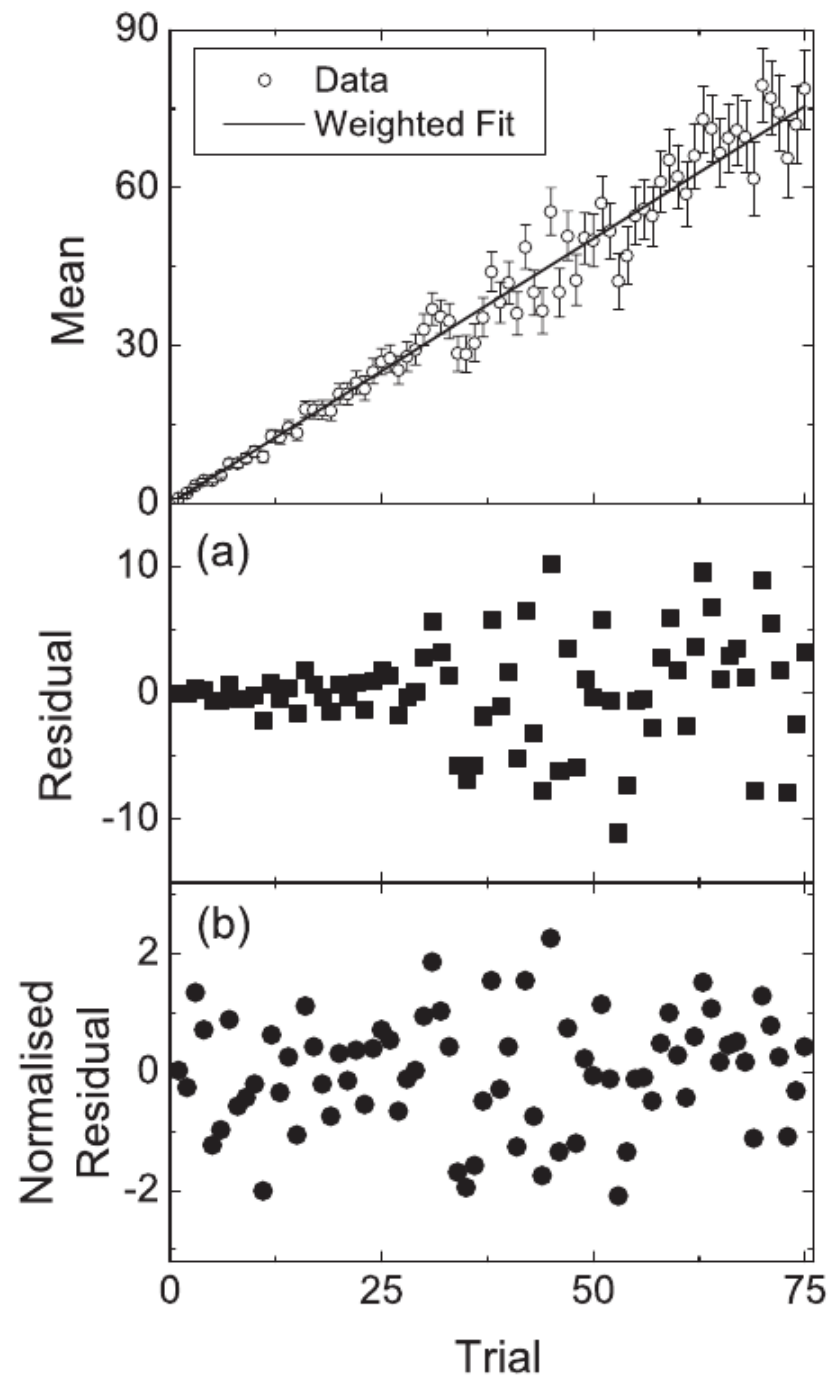 90
Data
Weighted Fit
60
Mean
30
0
(a)
10
Residual
0
-10
(b)
2
Normalised
Residual
0
-2
0 25 50 75
Trial